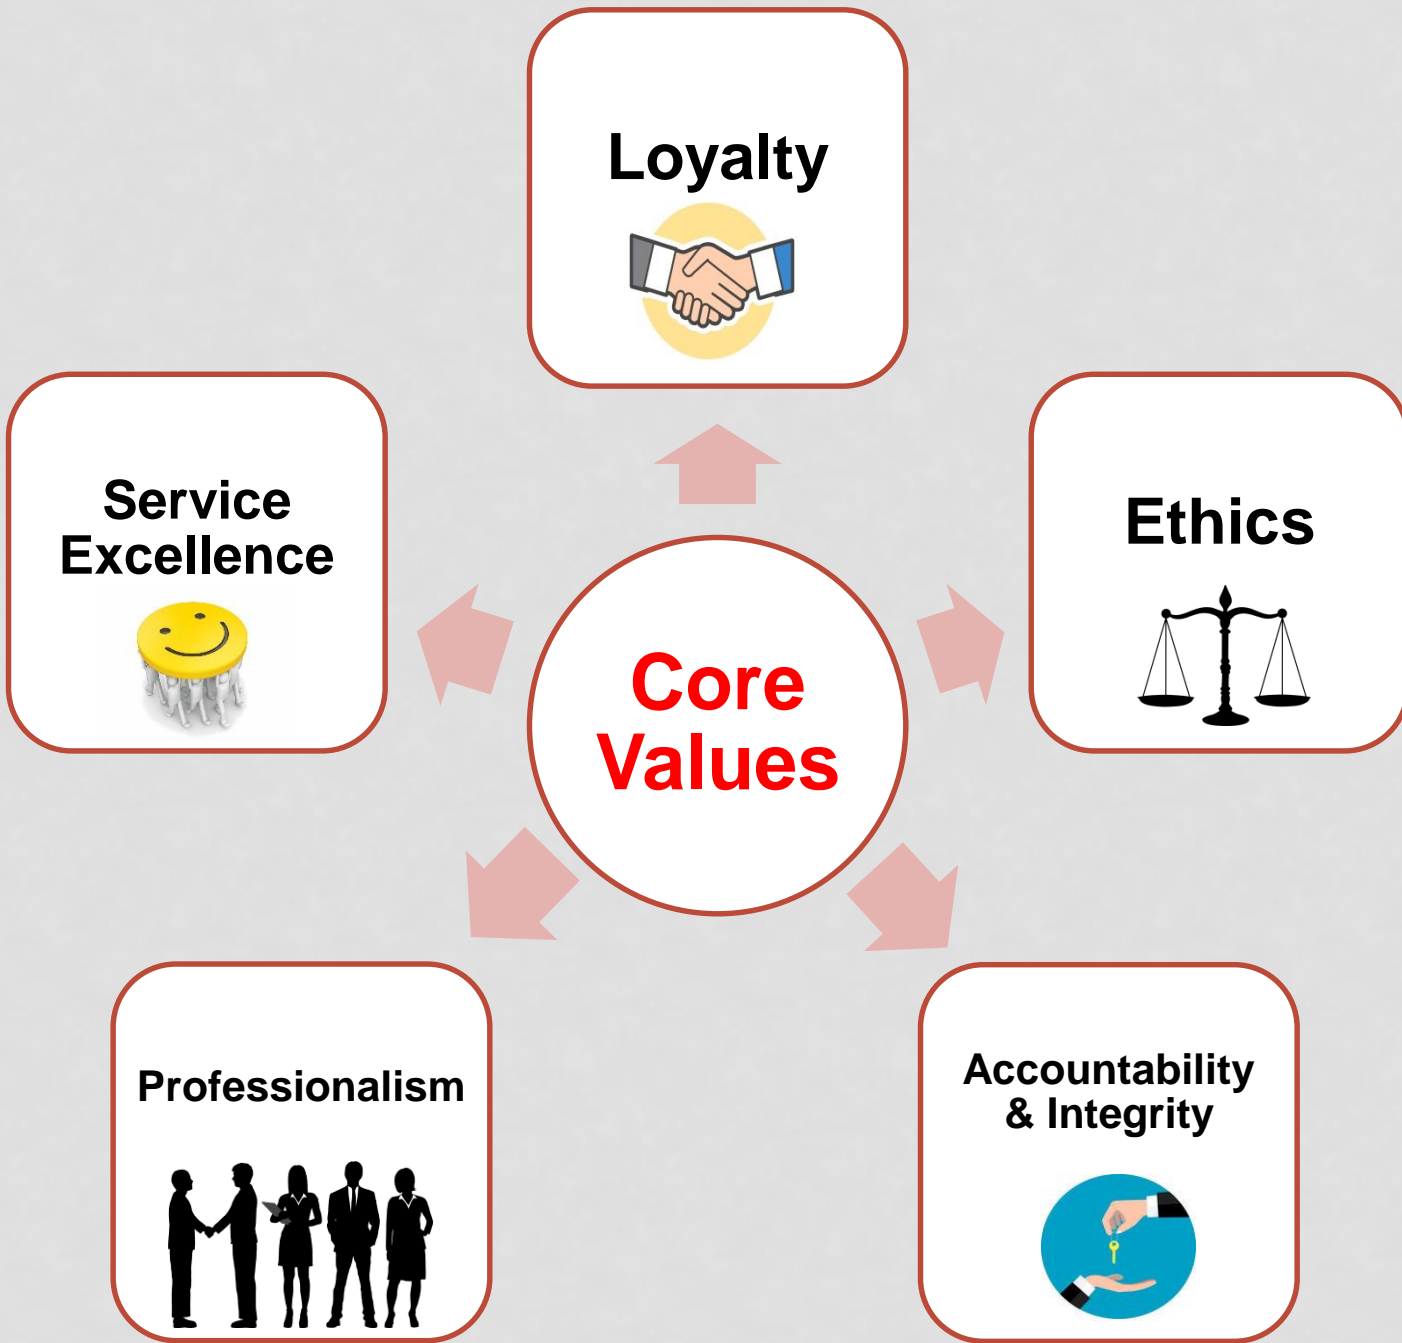 Loyalty
Service
Excellence
Ethics
Core
Values
Professionalism
Accountability
& Integrity